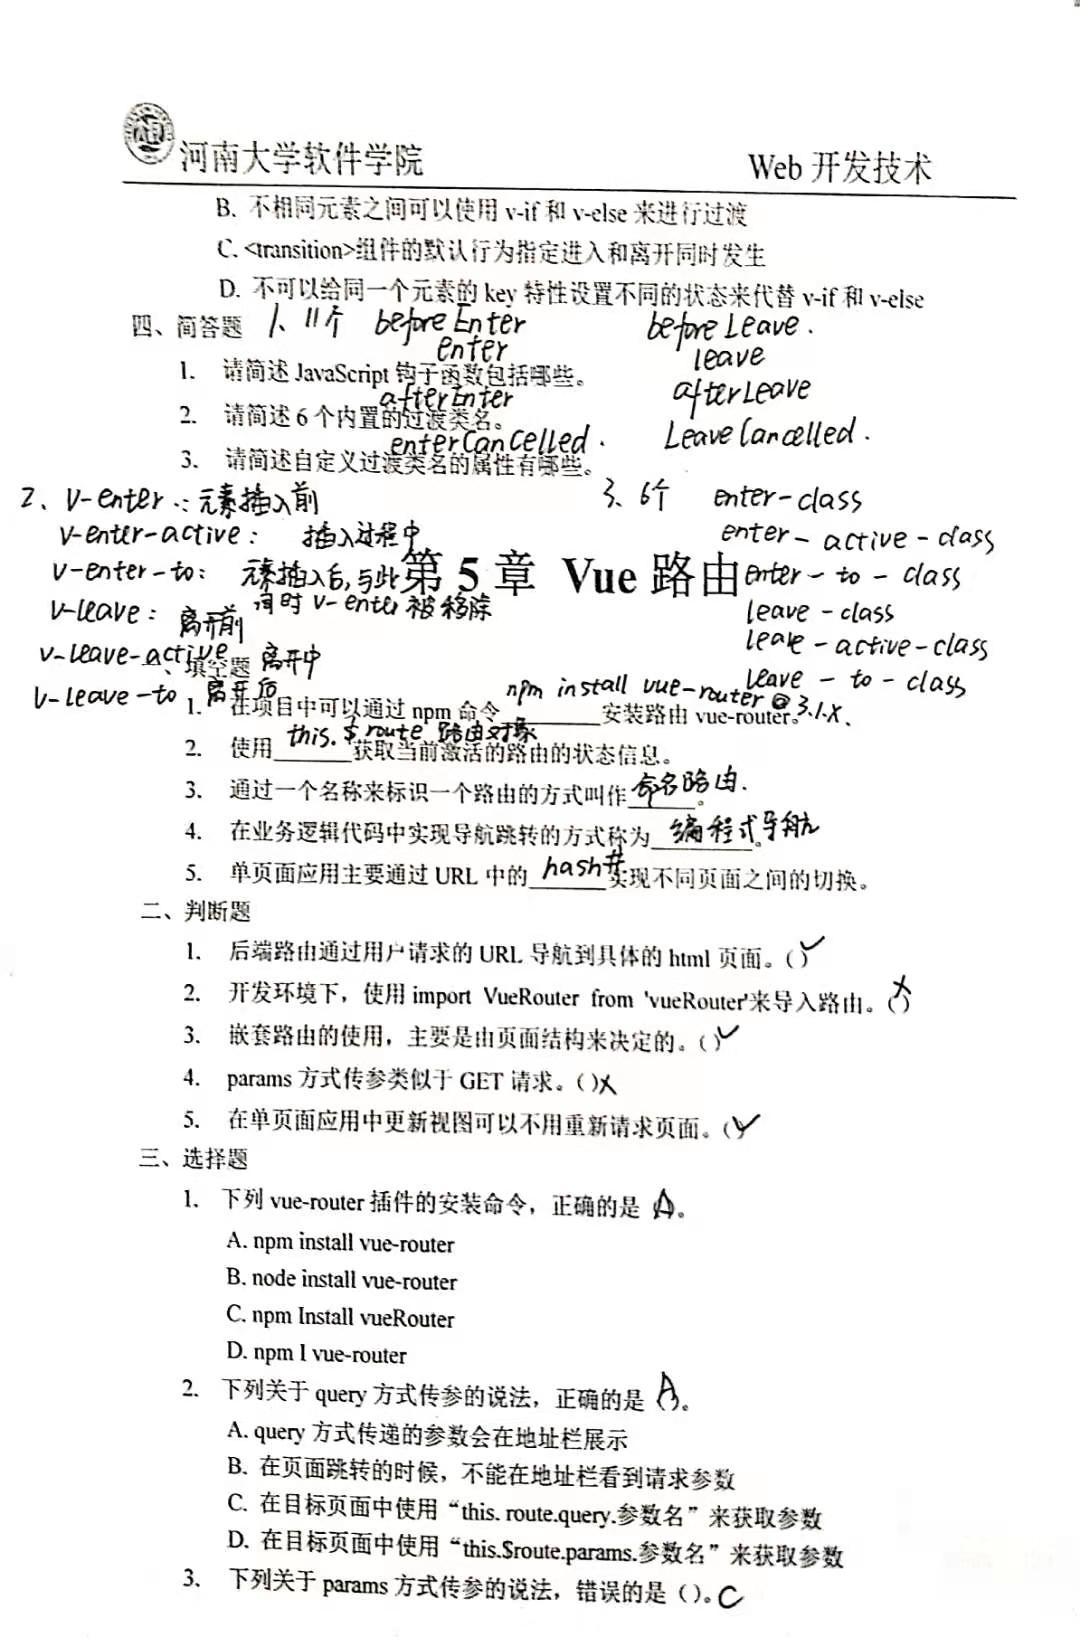 河南大学软件学院 Web 开发技术
B. 不相同元素之间可以使用 v-if 和 v-else 来进行过渡
C. <transition>组件的默认行为指定进入和离开同时发生
D. 不可以给同一个元素的 key 特性设置不同的状态来代替 v-if 和 v-else
四、简答题 1、11个 beforeEnter beforeLeave.
enter leave
1. 请简述 JavaScript 钩子函数包括哪些。
afterEnter afterLeave
2. 请简述 6 个内置的过渡类名。
enterCancelled. LeaveCancelled.
3. 请简述自定义过渡类名的属性有哪些。
2、v-enter: 元素插入前 3、6个 enter-class
v-enter-active: 插入过程中 enter-active-class
v-enter-to: 元素插入后,与此 enter-to-class
第 5 章 Vue 路由
同时 v-enter 被移除
v-leave: 离开前 leave-class
v-leave-active 离开中 leave-active-class
一、填空题
v-leave-to 离开后 leave-to-class
npm install vue-router@3.1.x、
1. 在项目中可以通过 npm 命令________安装路由 vue-router。
this.$route 路由对象
2. 使用______获取当前激活的路由的状态信息。
3. 通过一个名称来标识一个路由的方式叫作 命名路由.。
4. 在业务逻辑代码中实现导航跳转的方式称为 编程式导航。
5. 单页面应用主要通过 URL 中的 hash# 实现不同页面之间的切换。
二、判断题
1. 后端路由通过用户请求的 URL 导航到具体的 html 页面。()✓
2. 开发环境下，使用 import VueRouter from 'vueRouter'来导入路由。()×
3. 嵌套路由的使用，主要是由页面结构来决定的。()✓
4. params 方式传参类似于 GET 请求。()×
5. 在单页面应用中更新视图可以不用重新请求页面。()✓
三、选择题
1. 下列 vue-router 插件的安装命令，正确的是 A。
A. npm install vue-router
B. node install vue-router
C. npm Install vueRouter
D. npm I vue-router
2. 下列关于 query 方式传参的说法，正确的是 A。
A. query 方式传递的参数会在地址栏展示
B. 在页面跳转的时候，不能在地址栏看到请求参数
C. 在目标页面中使用“this. route.query.参数名”来获取参数
D. 在目标页面中使用“this.$route.params.参数名”来获取参数
3. 下列关于 params 方式传参的说法，错误的是（）。C